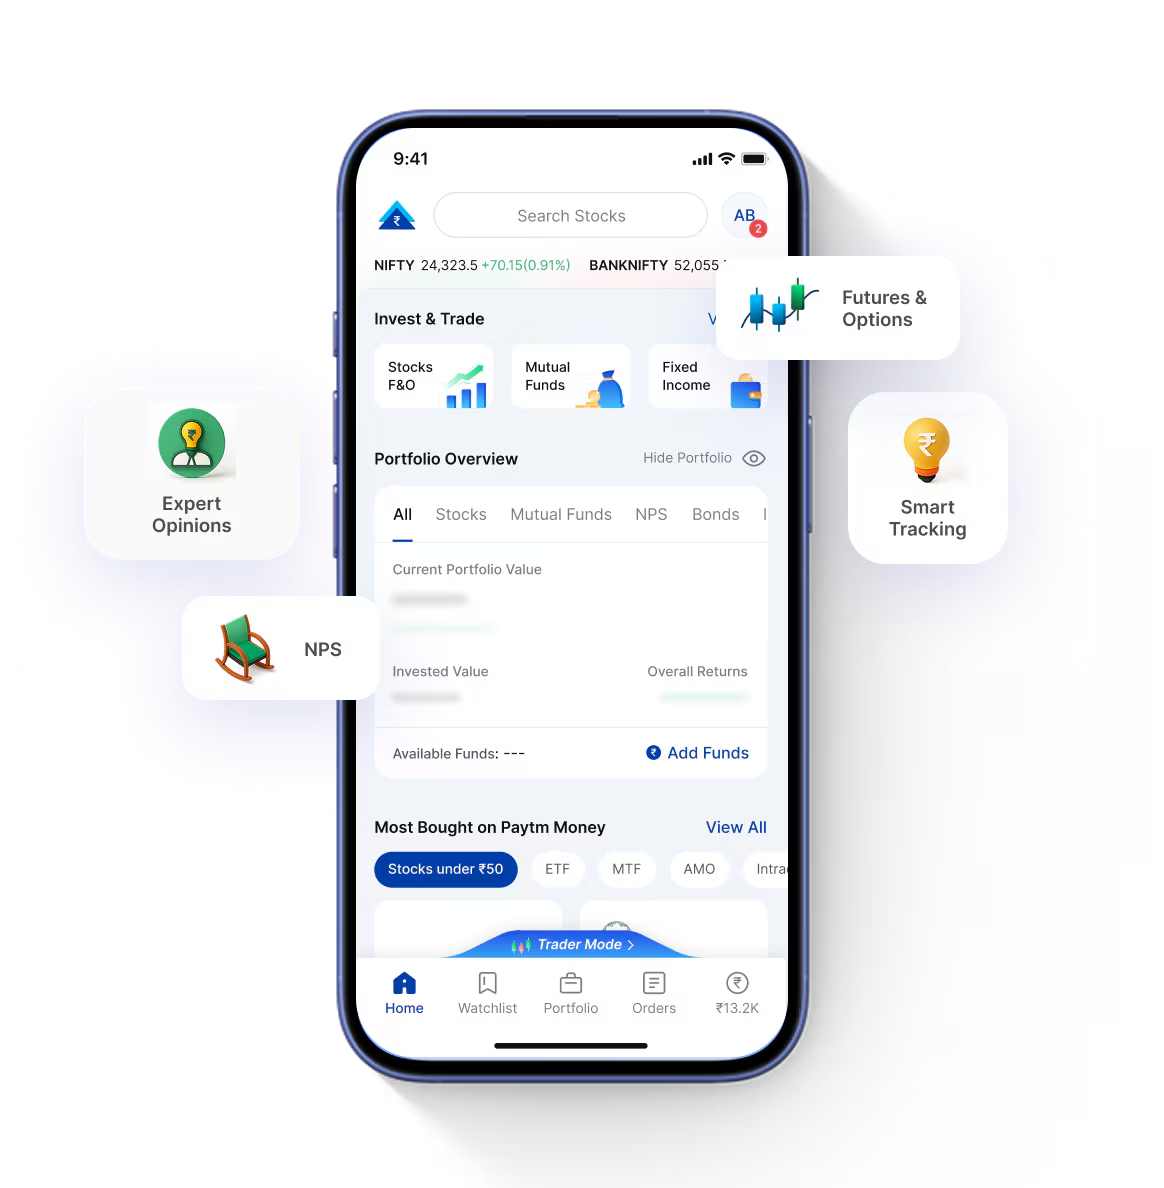 9:41
₹
Search Stocks
AB
2
NIFTY 24,323.5 +70.15(0.91%) BANKNIFTY 52,055
Futures &
Options
Invest & Trade
Stocks
F&O
Mutual
Funds
Fixed
Income
₹
Expert
Opinions
₹
Smart
Tracking
Portfolio Overview
Hide Portfolio
All Stocks Mutual Funds NPS Bonds
Current Portfolio Value
NPS
Invested Value
Overall Returns
Available Funds: ---
₹ Add Funds
Most Bought on Paytm Money
View All
Stocks under ₹50
ETF
MTF
AMO
Intra
Trader Mode >
Home
Watchlist
Portfolio
Orders
₹
₹13.2K